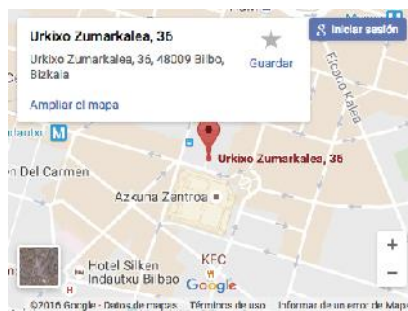 Urkixo Zumarkalea, 36
Urkixo Zumarkalea, 36, 48009 Bilbo,
Bizkaia
Guardar
Ampliar el mapa
Iniciar sesión
Ficano Kalea
M
Urkixo Zumarkalea, 36
n Del Carmen
Azkuna Zentroa
KFC
Hotel Silken
Indautxu Bilbao
H
Google
+
−
©2016 Google - Datos de mapas
Términos de uso
Informar de un error de Maps